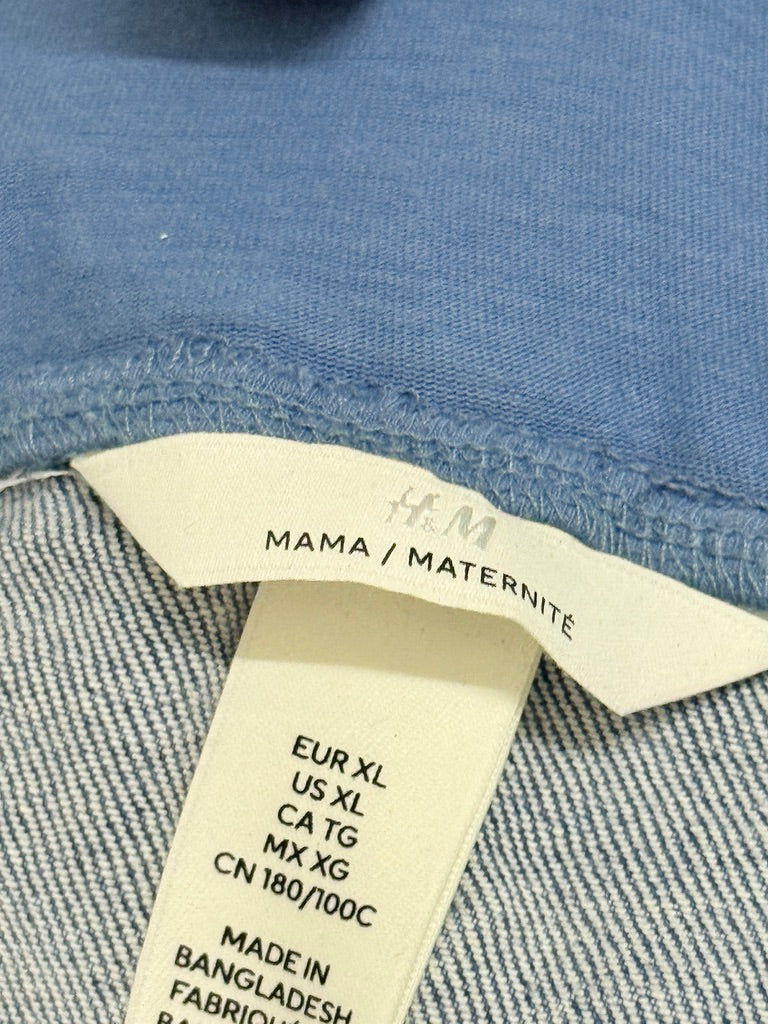 H&M
MAMA / MATERNITÉ
EUR XL
US XL
CA TG
MX XG
CN 180/100C
MADE IN
BANGLADESH